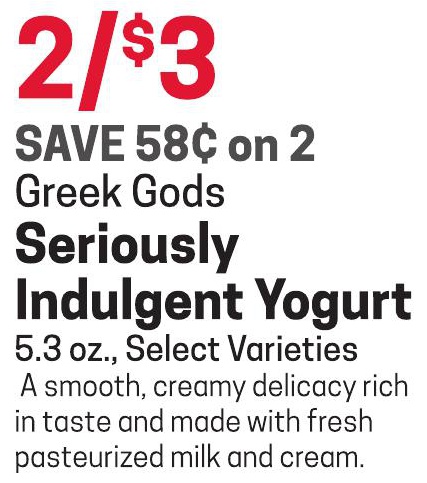 2/$3
SAVE 58¢ on 2
Greek Gods
Seriously
Indulgent Yogurt
5.3 oz., Select Varieties
A smooth, creamy delicacy rich
in taste and made with fresh
pasteurized milk and cream.